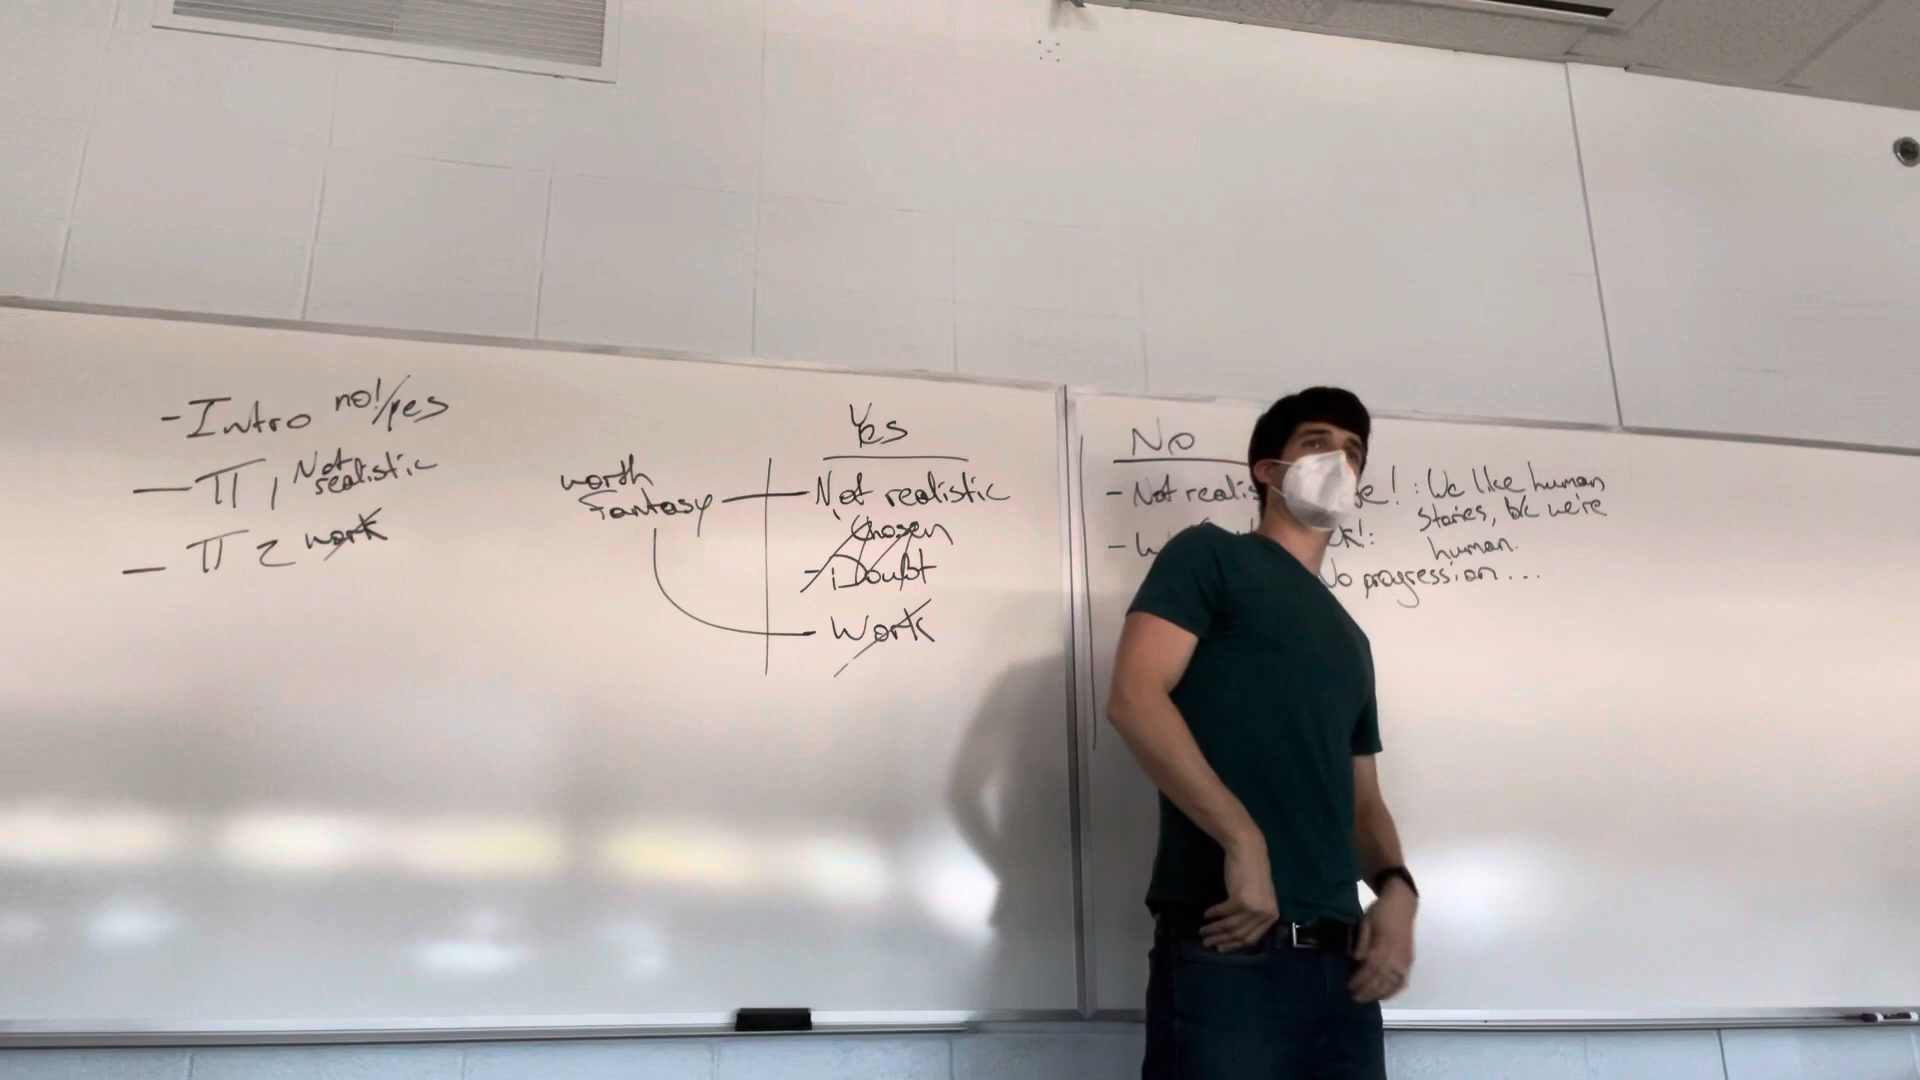 - Intro no!/yes
- π 1 Not realistic
- π 2 work
worth fantasy
Yes
Not realistic
Chosen
- Doubt
- Work
No
- Not realis
e! : We like human
stories, b/c we're
human.
No progression...